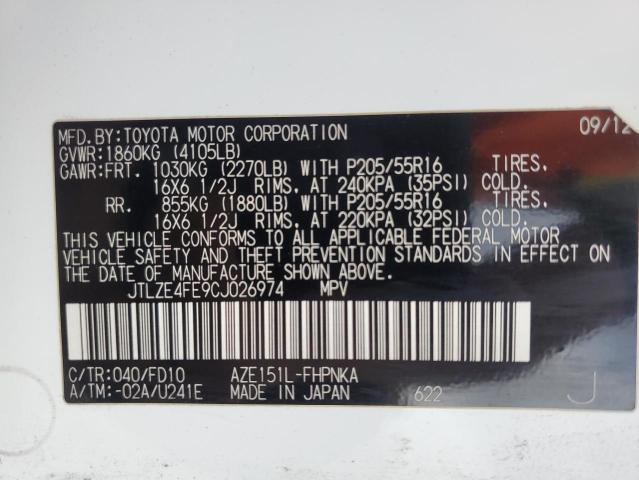 MFD.BY:TOYOTA MOTOR CORPORATION 09/12
GVWR:1860KG (4105LB)
GAWR:FRT. 1030KG (2270LB) WITH P205/55R16 TIRES.
16X6 1/2J RIMS. AT 240KPA (35PSI) COLD.
RR. 855KG (1880LB) WITH P205/55R16 TIRES.
16X6 1/2J RIMS. AT 220KPA (32PSI) COLD.
THIS VEHICLE CONFORMS TO ALL APPLICABLE FEDERAL MOTOR
VEHICLE SAFETY AND THEFT PREVENTION STANDARDS IN EFFECT ON
THE DATE OF MANUFACTURE SHOWN ABOVE.
JTLZE4FE9CJ026974 MPV
C/TR:040/FD10 AZE151L-FHPNKA
A/TM:-02A/U241E MADE IN JAPAN 622 J